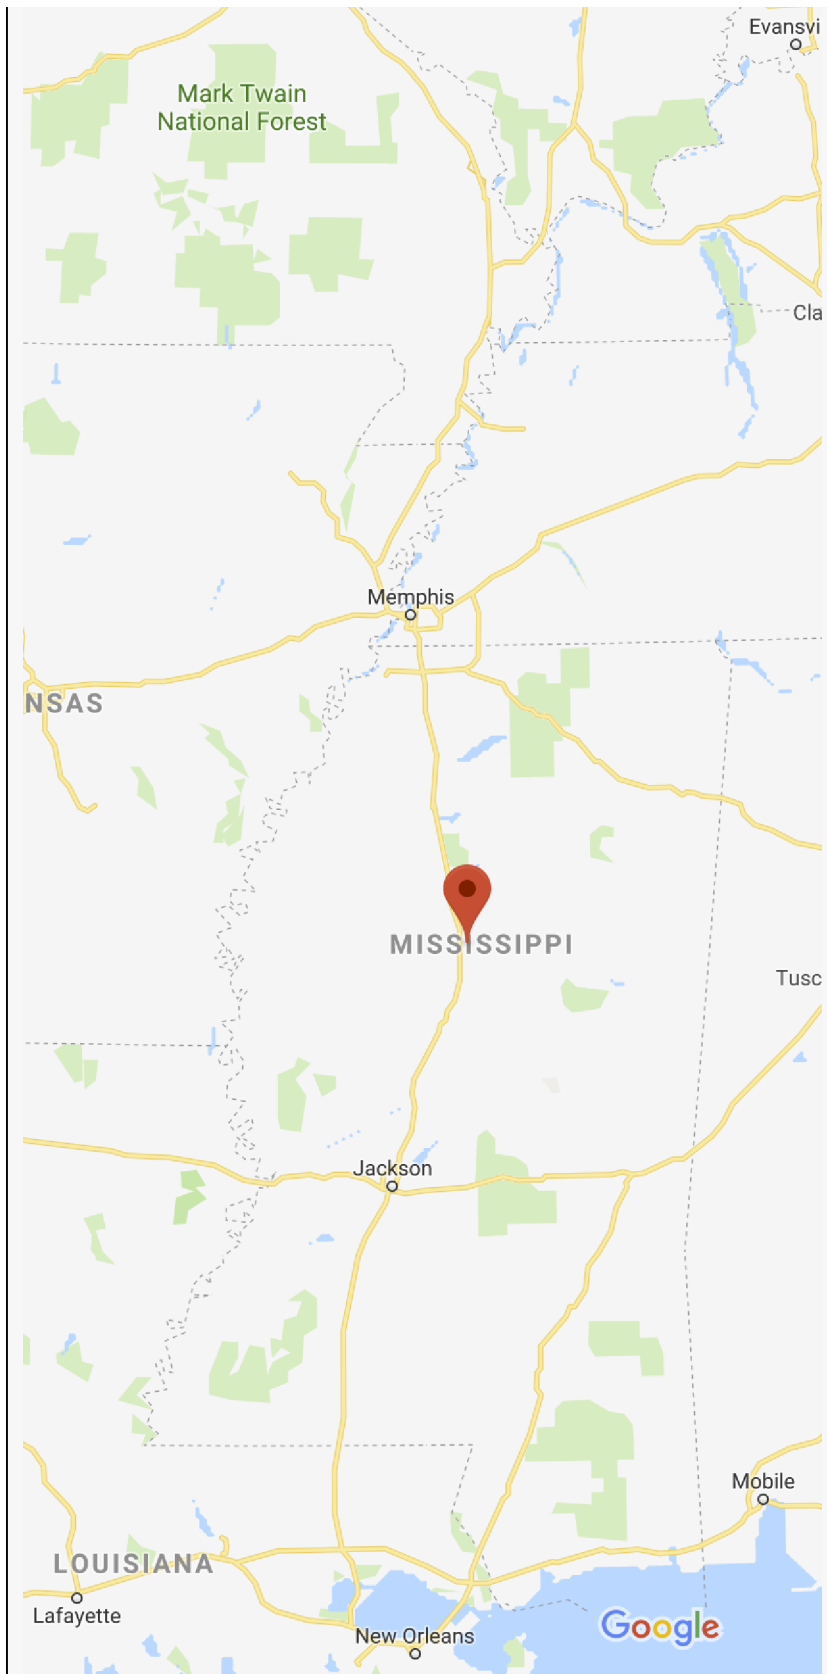 Evansvi
Mark Twain
National Forest
Cla
Memphis
NSAS
MISSISSIPPI
Tusc
Jackson
Mobile
LOUISIANA
Lafayette
Google
New Orleans